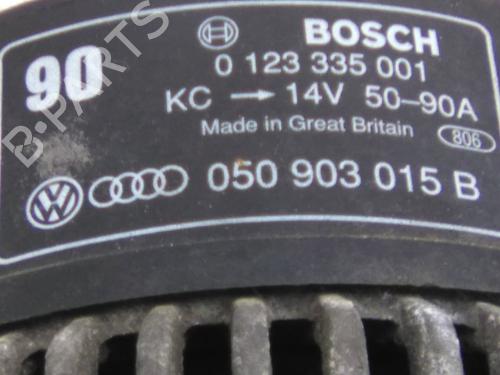 90
BOSCH
0 123 335 001
KC → 14V 50–90A
Made in Great Britain 806
050 903 015 B
B-PARTS